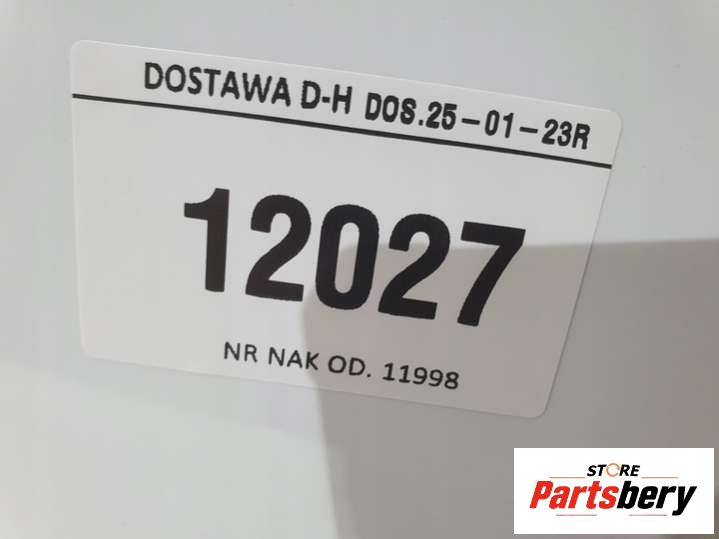 DOSTAWA D-H DOS.25-01-23R
12027
NR NAK OD. 11998
STORE
Partsbery